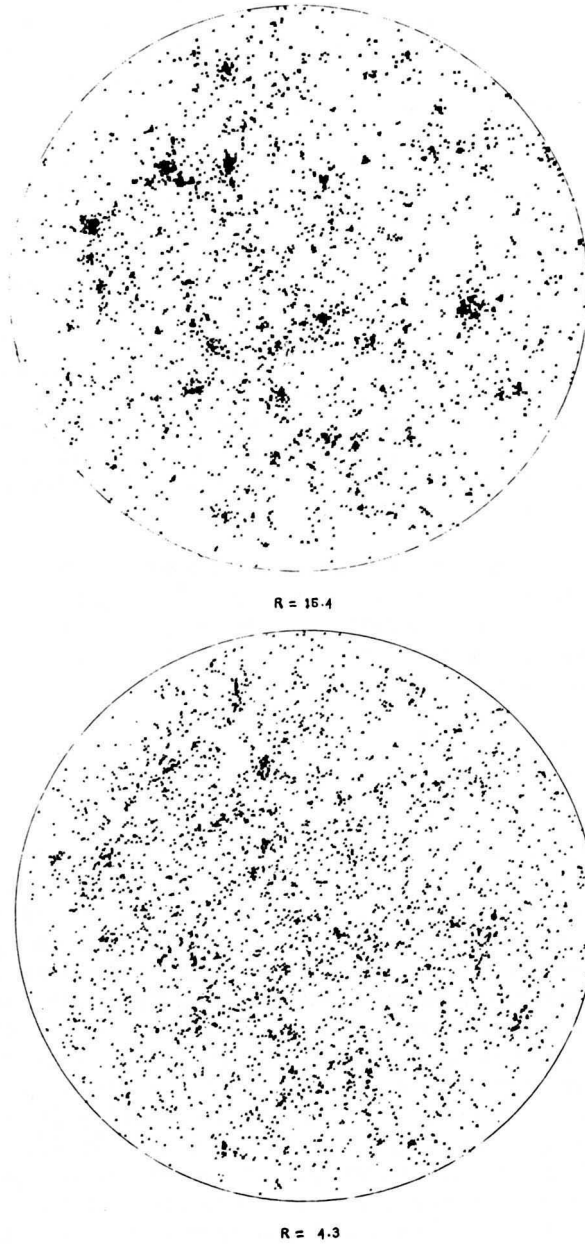 R = 15.4
R = 4.3